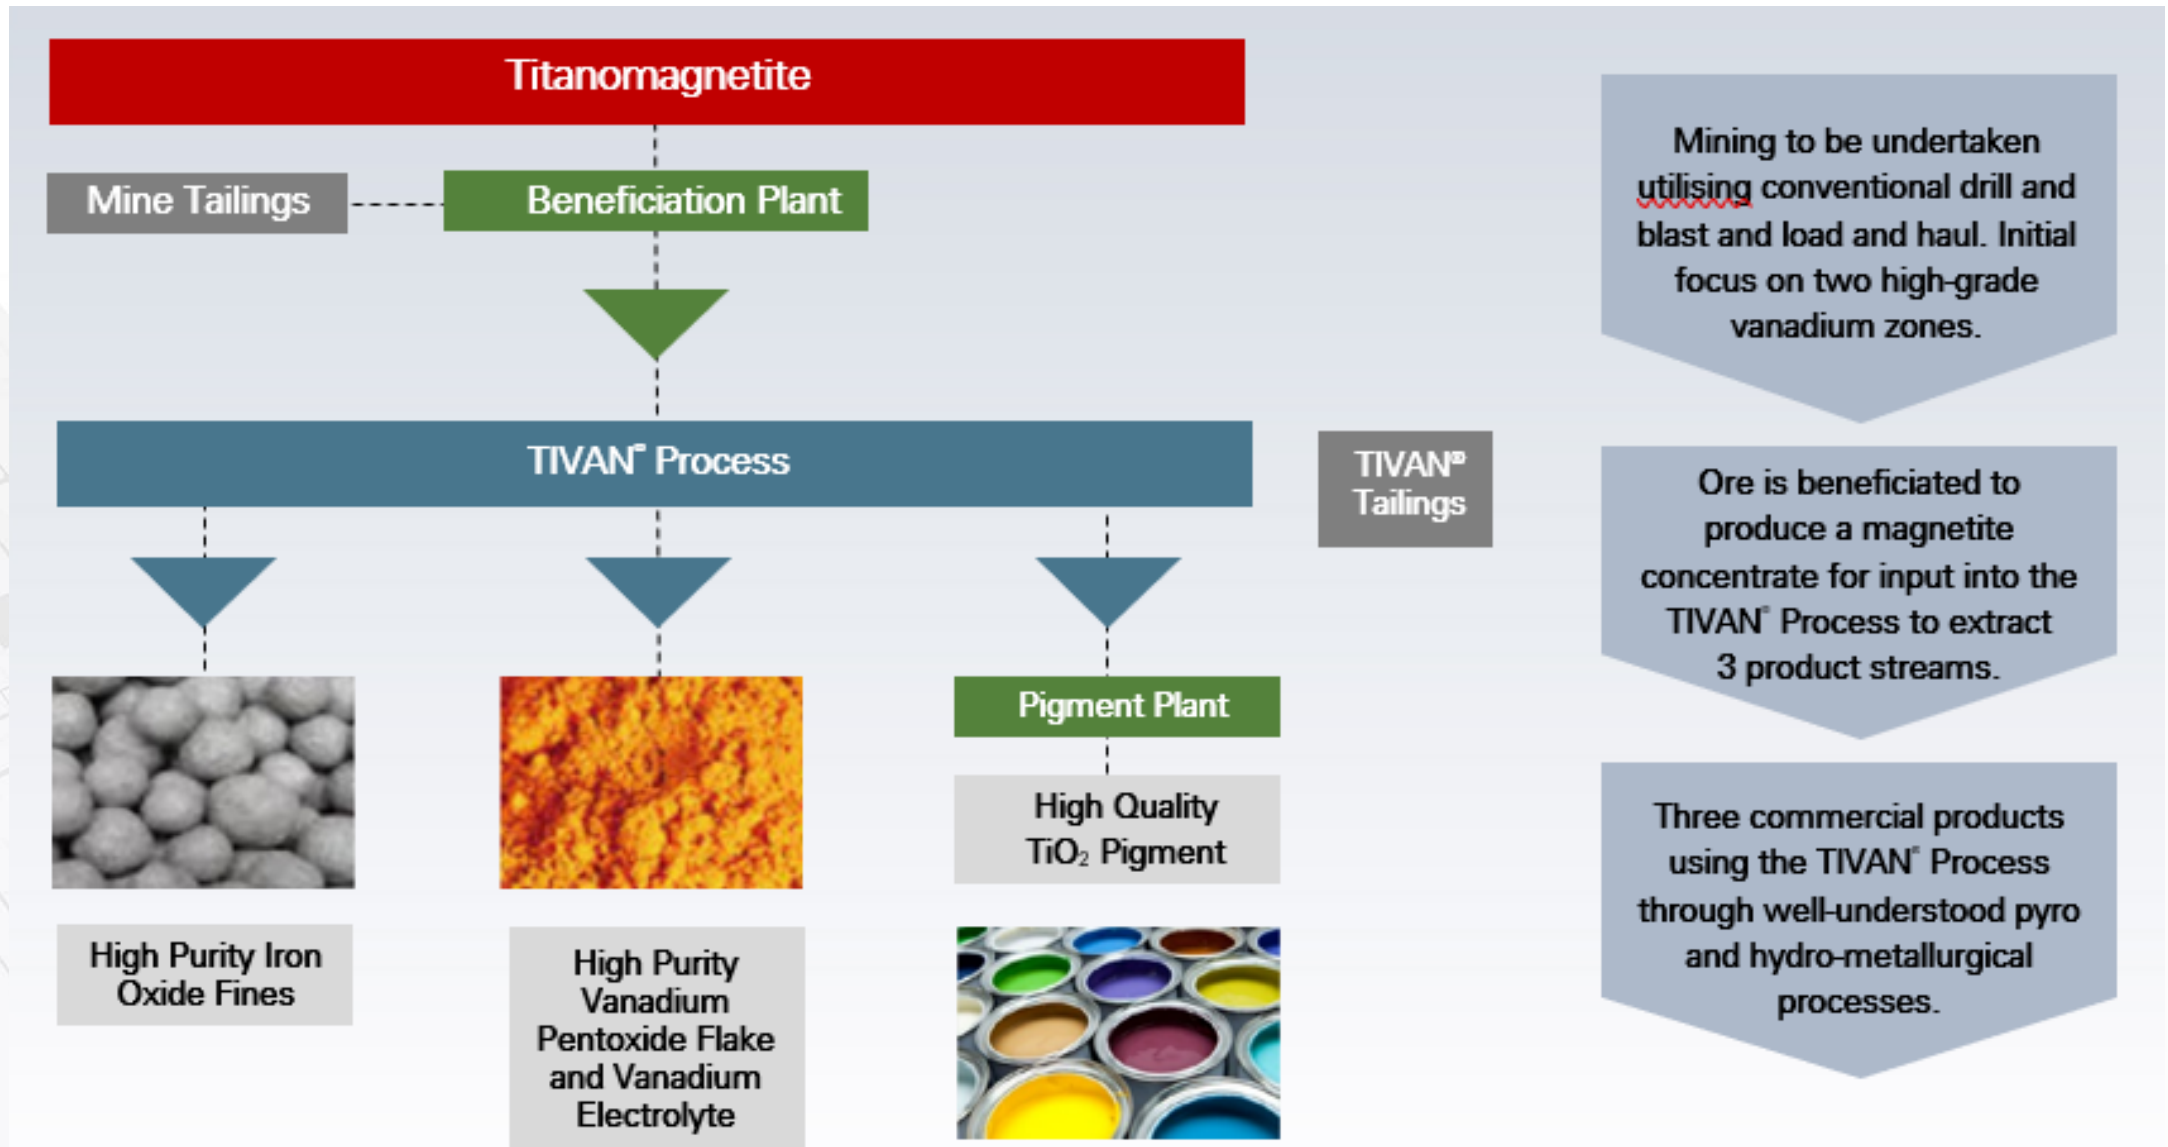 Titanomagnetite
Mine Tailings
Beneficiation Plant
TIVAN® Process
TIVAN®
Tailings
Pigment Plant
High Quality
TiO₂ Pigment
High Purity Iron
Oxide Fines
High Purity
Vanadium
Pentoxide Flake
and Vanadium
Electrolyte
Mining to be undertaken
utilising conventional drill and
blast and load and haul. Initial
focus on two high-grade
vanadium zones.
Ore is beneficiated to
produce a magnetite
concentrate for input into the
TIVAN® Process to extract
3 product streams.
Three commercial products
using the TIVAN® Process
through well-understood pyro
and hydro-metallurgical
processes.